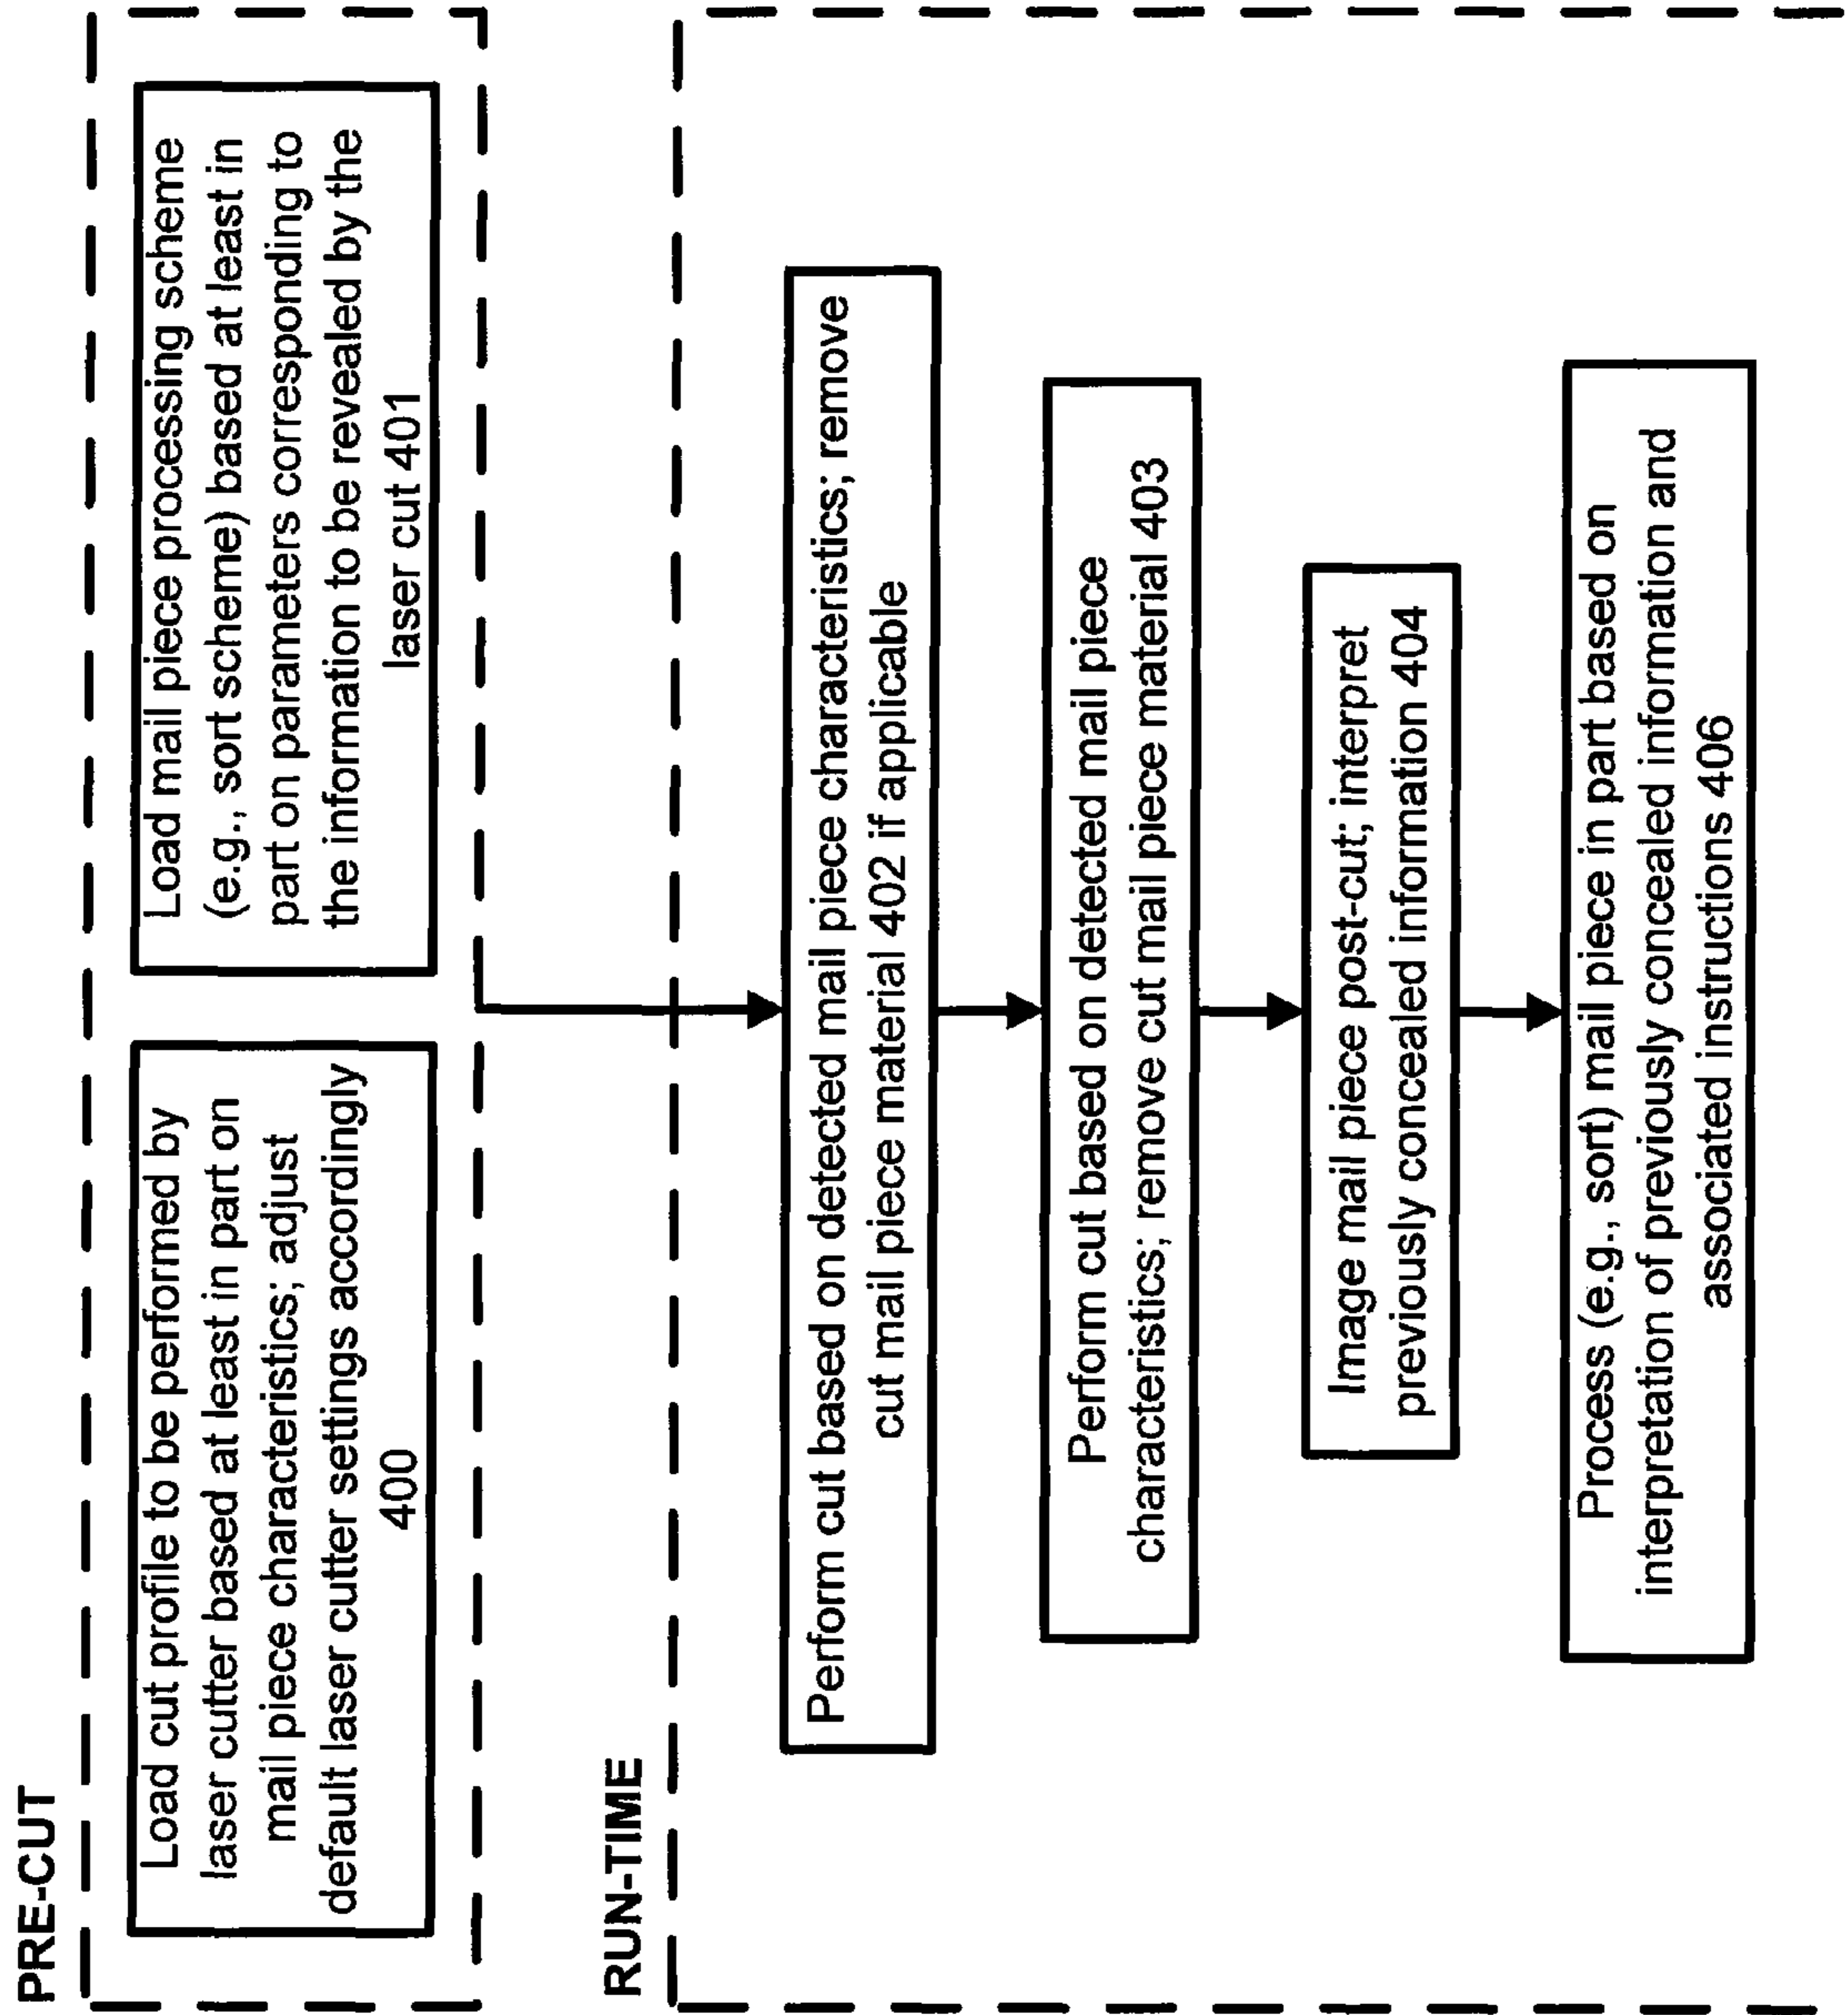 PRE-CUT
Load cut profile to be performed by
laser cutter based at least in part on
mail piece characteristics; adjust
default laser cutter settings accordingly
400
Load mail piece processing scheme
(e.g., sort scheme) based at least in
part on parameters corresponding to
the information to be revealed by the
laser cut 401
RUN-TIME
Perform cut based on detected mail piece characteristics; remove
cut mail piece material 402 if applicable
Perform cut based on detected mail piece
characteristics; remove cut mail piece material 403
Image mail piece post-cut; interpret
previously concealed information 404
Process (e.g., sort) mail piece in part based on
interpretation of previously concealed information and
associated instructions 406